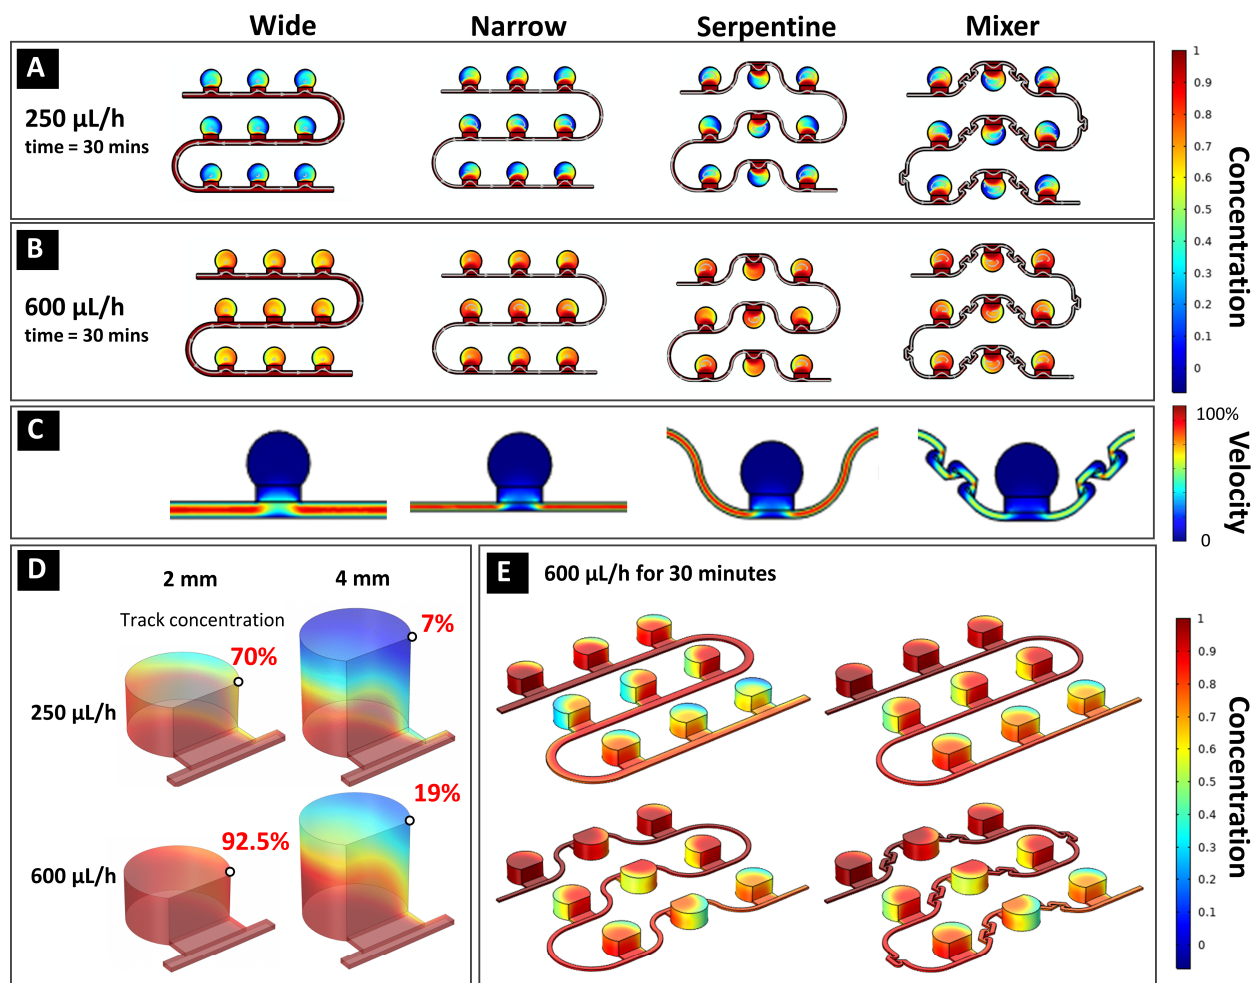 Wide Narrow Serpentine Mixer
A
250 µL/h
time = 30 mins
B
600 µL/h
time = 30 mins
1
0.9
0.8
0.7
0.6
0.5
0.4
0.3
0.2
0.1
0
Concentration
C
100%
0
Velocity
D
2 mm 4 mm
Track concentration
70%
7%
250 µL/h
19%
92.5%
600 µL/h
E
600 µL/h for 30 minutes
1
0.9
0.8
0.7
0.6
0.5
0.4
0.3
0.2
0.1
0
Concentration